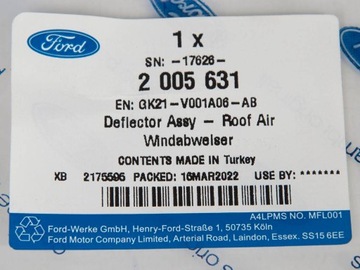 Ford
1 x
SN: -17626-
2 005 631
EN: GK21-V001A06-AB
Deflector Assy - Roof Air
Windabweiser
CONTENTS MADE IN Turkey
XB 2175595 PACKED: 16MAR2022 USE BY: *******
A4LPMS NO. MFL001
Ford-Werke GmbH, Henry-Ford-Straße 1, 50735 Köln
Ford Motor Company Limited, Arterial Road, Laindon, Essex. SS15 6EE